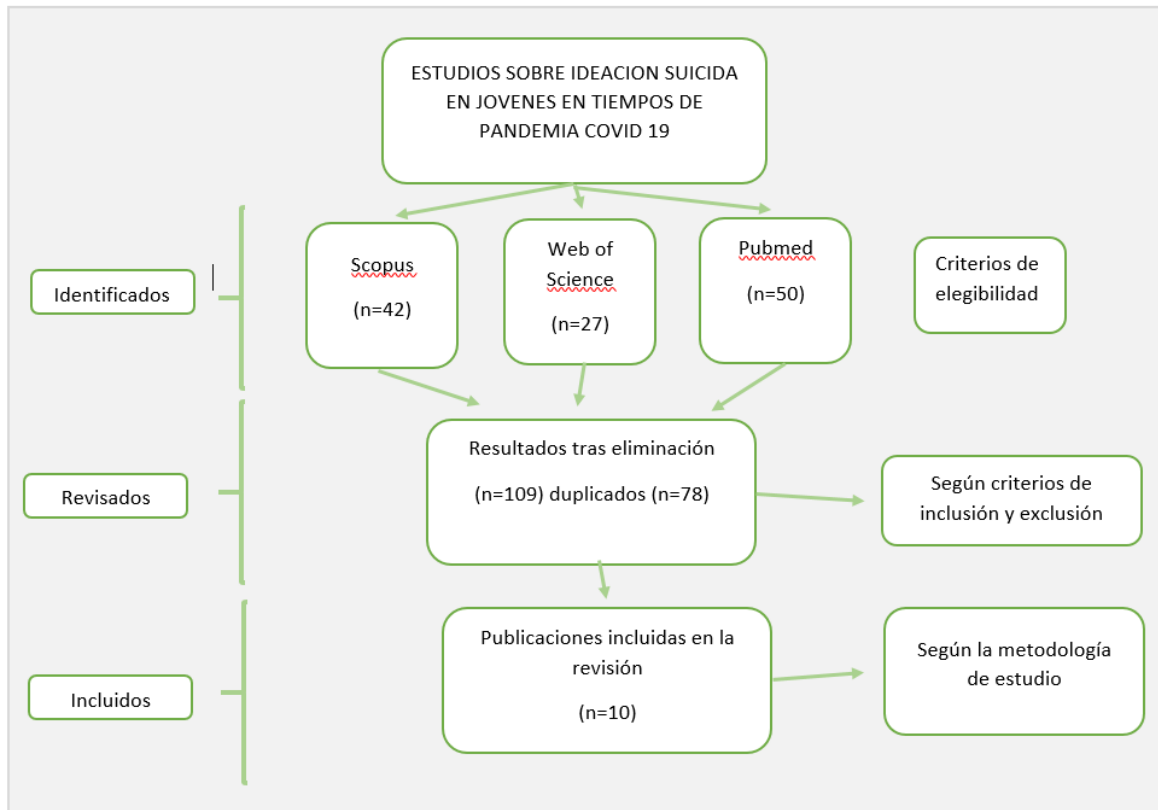 ESTUDIOS SOBRE IDEACION SUICIDA
EN JOVENES EN TIEMPOS DE
PANDEMIA COVID 19
Identificados
Scopus
(n=42)
Web of
Science
(n=27)
Pubmed
(n=50)
Criterios de
elegibilidad
Revisados
Resultados tras eliminación
(n=109) duplicados (n=78)
Según criterios de
inclusión y exclusión
Incluidos
Publicaciones incluidas en la
revisión
(n=10)
Según la metodología
de estudio